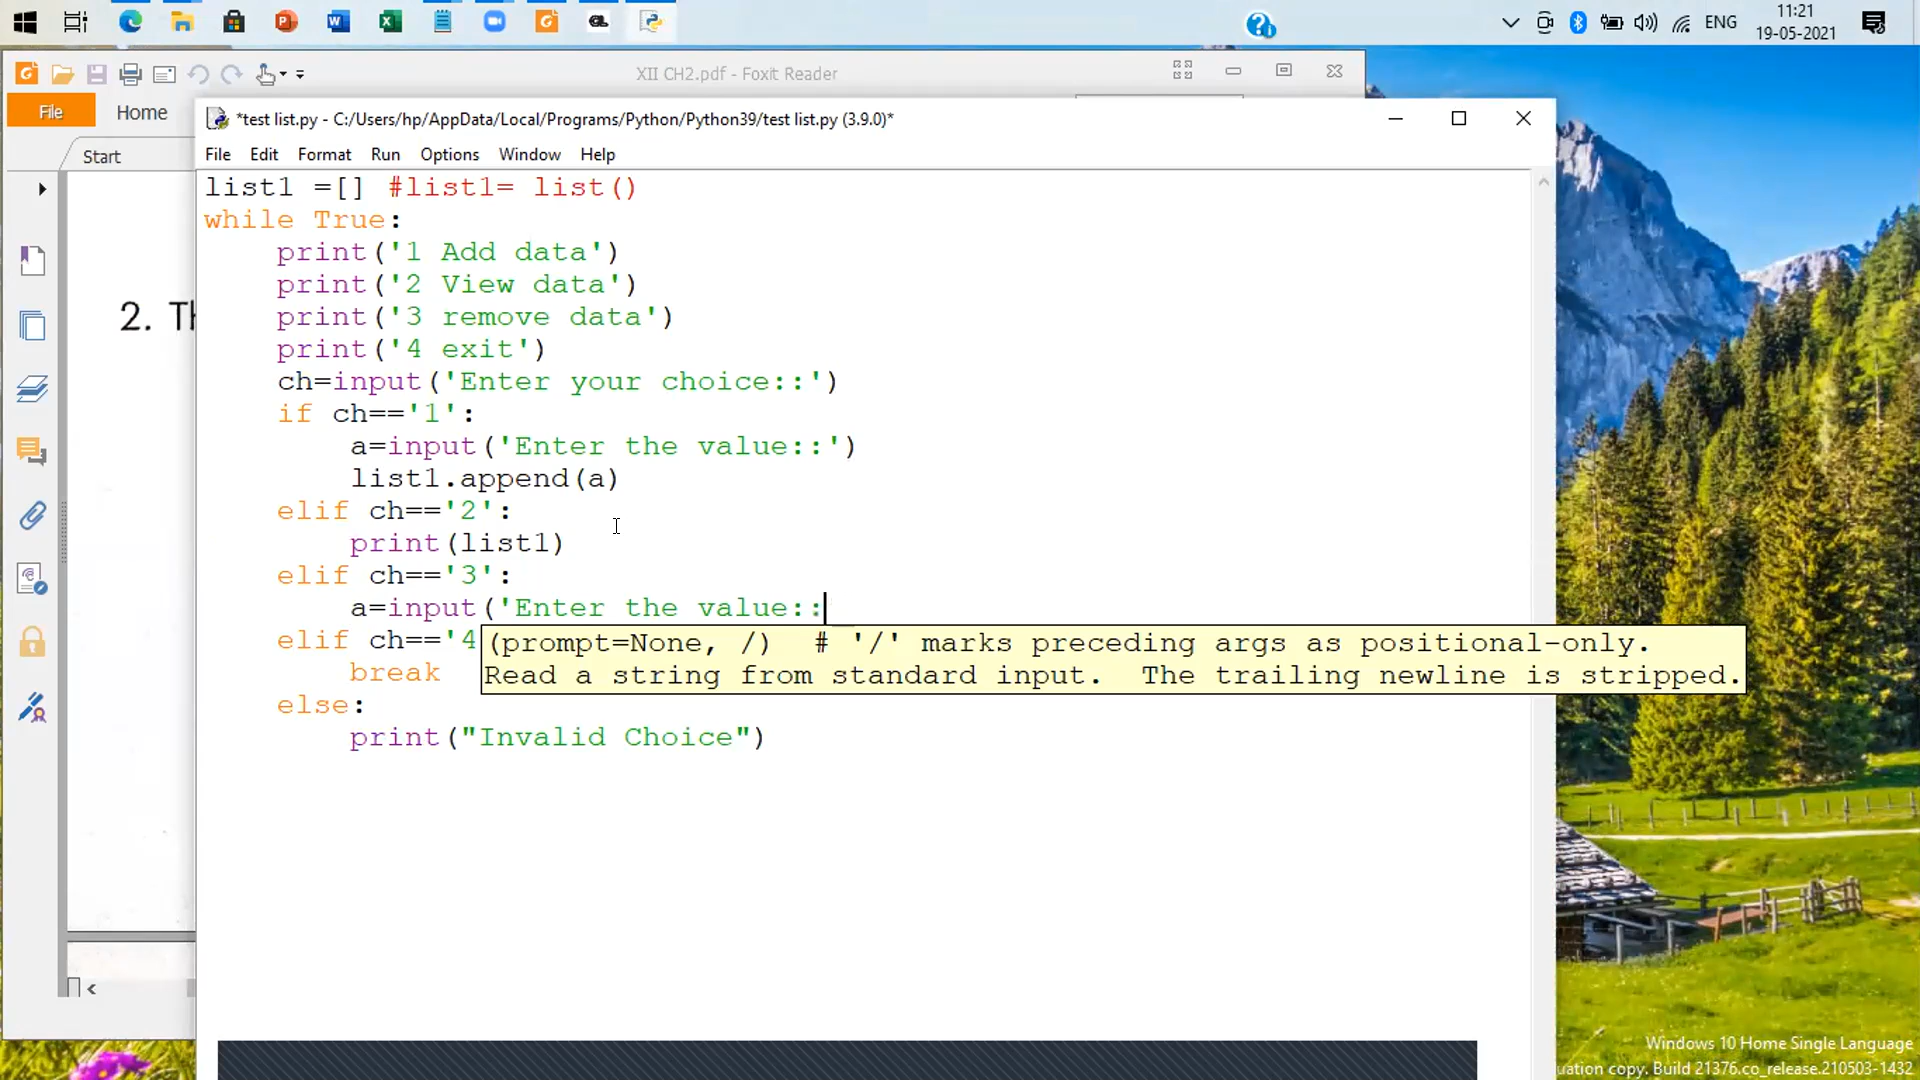 ENG
11:21
19-05-2021
XII CH2.pdf - Foxit Reader
File Home
Start
2. Th
*test list.py - C:/Users/hp/AppData/Local/Programs/Python/Python39/test list.py (3.9.0)*
File Edit Format Run Options Window Help
list1 =[] #list1= list()
while True:
print('1 Add data')
print('2 View data')
print('3 remove data')
print('4 exit')
ch=input('Enter your choice::')
if ch=='1':
a=input('Enter the value::')
list1.append(a)
elif ch=='2':
print(list1)
elif ch=='3':
a=input('Enter the value::
elif ch=='4
(prompt=None, /) # '/' marks preceding args as positional-only.
break
Read a string from standard input. The trailing newline is stripped.
else:
print("Invalid Choice")
Windows 10 Home Single Language
uation copy. Build 21376.co_release.210503-1432